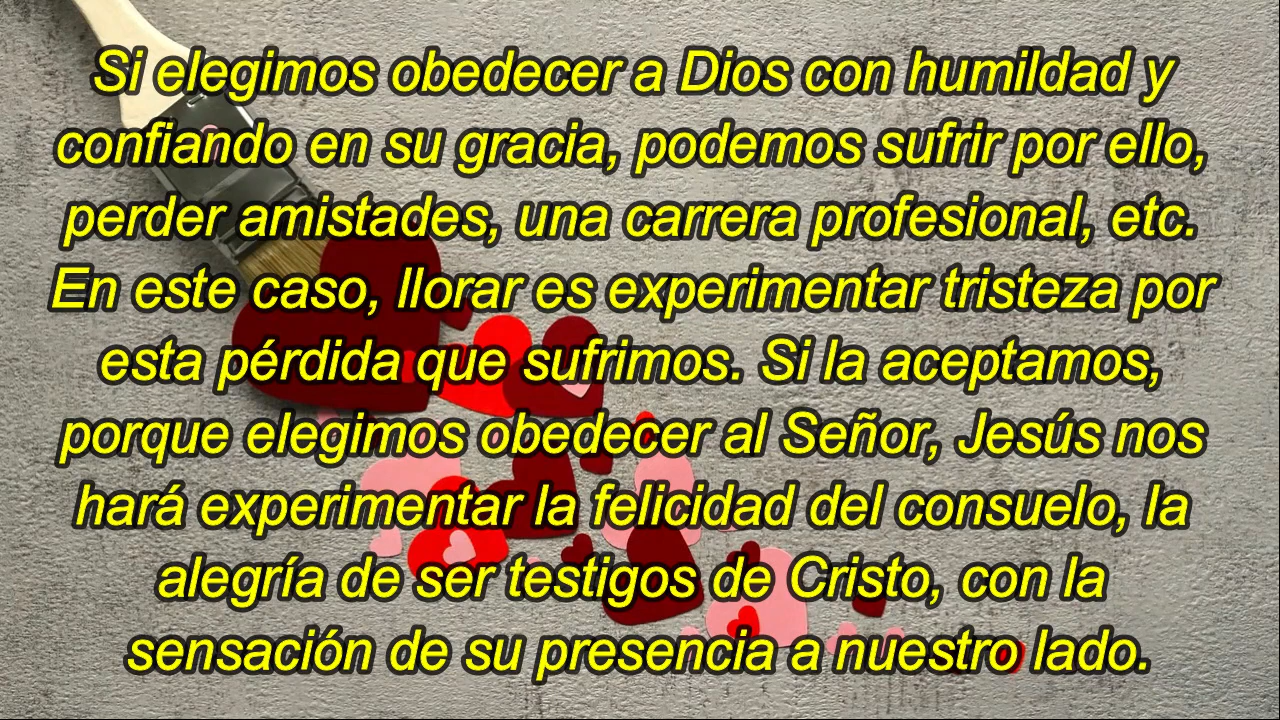 Si elegimos obedecer a Dios con humildad y
confiando en su gracia, podemos sufrir por ello,
perder amistades, una carrera profesional, etc.
En este caso, llorar es experimentar tristeza por
esta pérdida que sufrimos. Si la aceptamos,
porque elegimos obedecer al Señor, Jesús nos
hará experimentar la felicidad del consuelo, la
alegría de ser testigos de Cristo, con la
sensación de su presencia a nuestro lado.